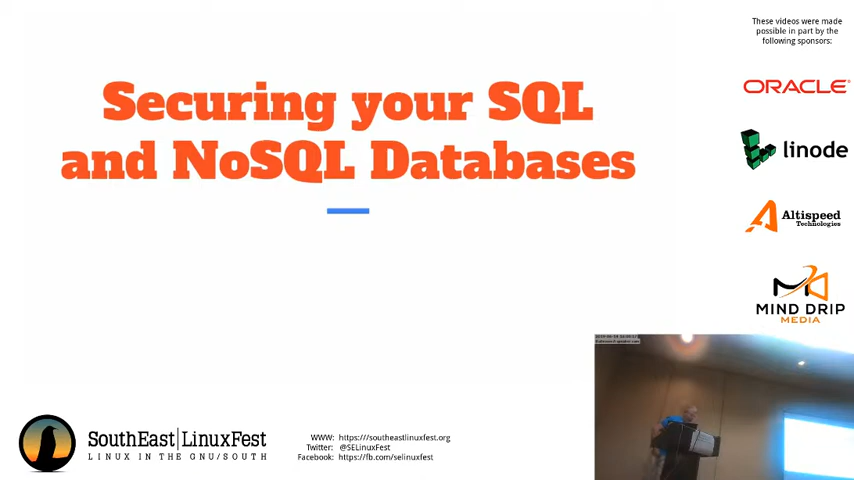 These videos were made
possible in part by the
following sponsors:
Securing your SQL
and NoSQL Databases
ORACLE®
linode
Altispeed
Technologies
MIND DRIP
MEDIA
SouthEast|LinuxFest
LINUX IN THE GNU/SOUTH
WWW: https:///southeastlinuxfest.org
Twitter: @SELinuxFest
Facebook: https://fb.com/selinuxfest